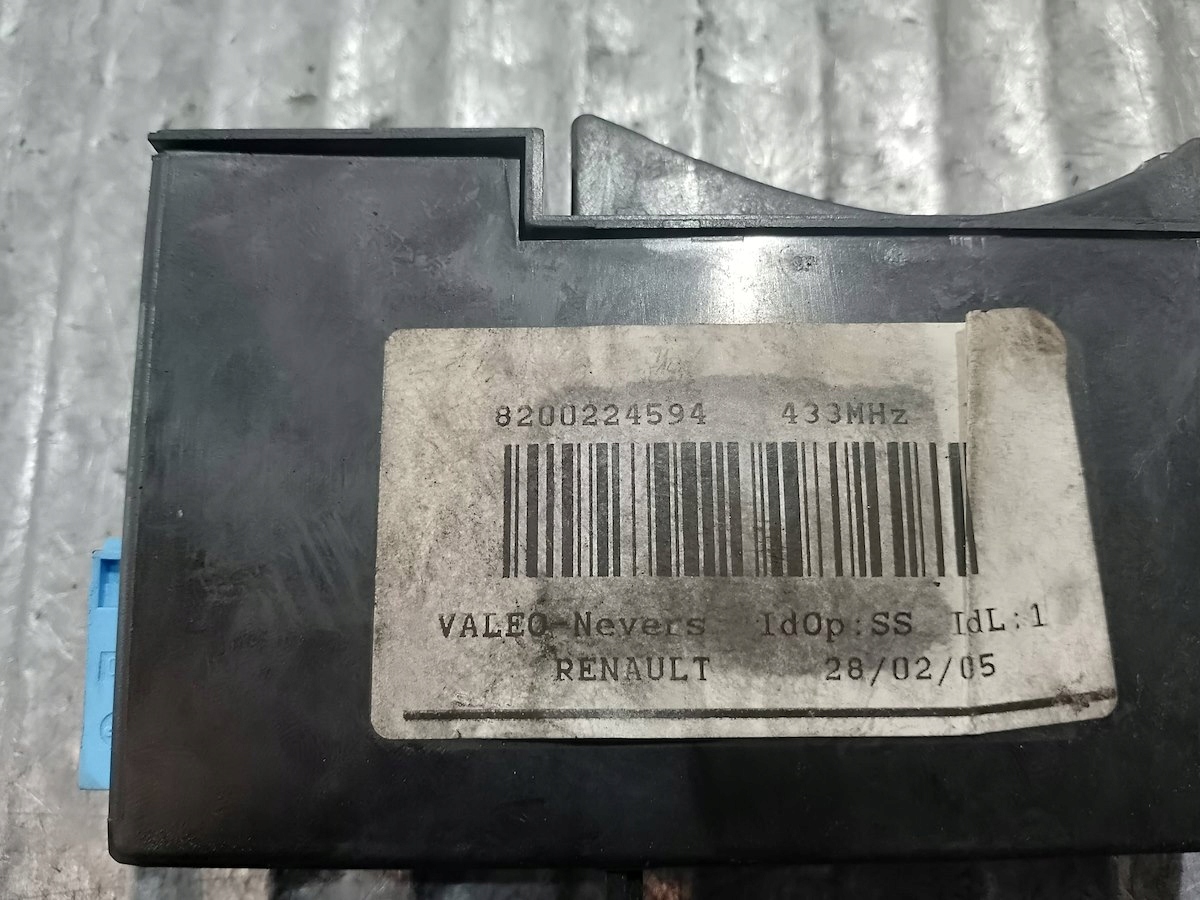 8200224594 433MHz
VALEO-Nevers IdOp:SS IdL:1
RENAULT 28/02/05